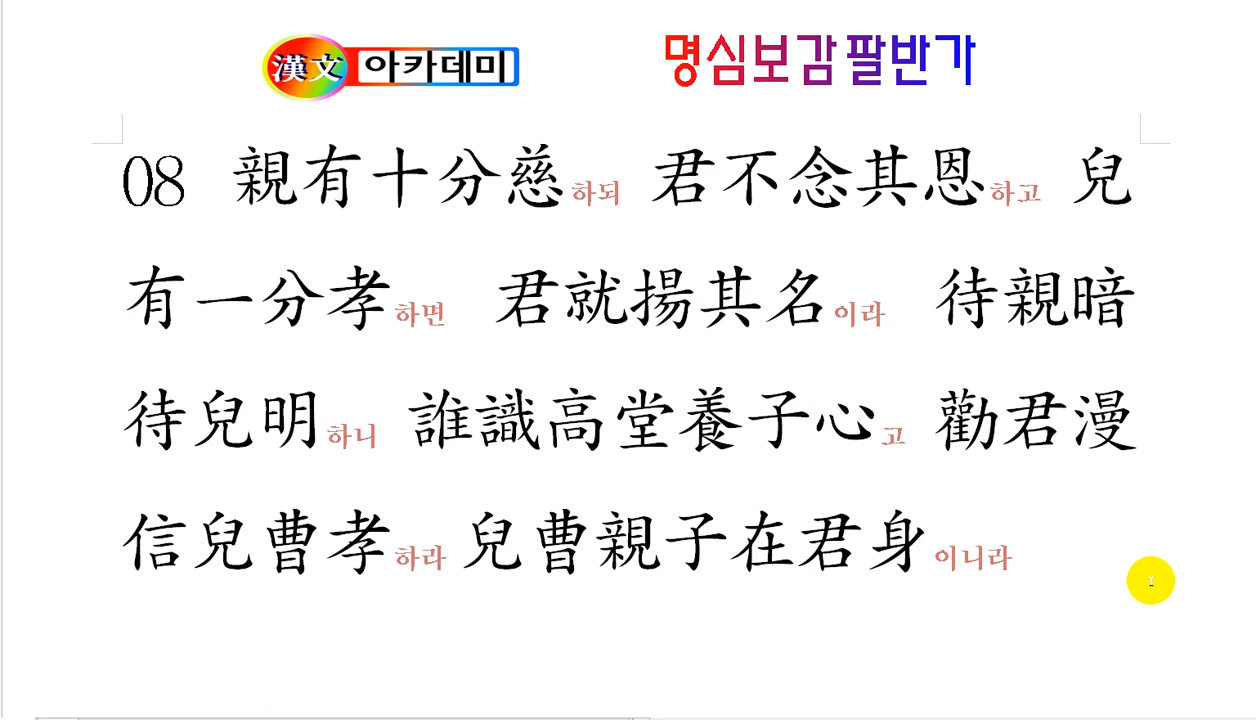 漢文 아카데미
명심보감팔반가
08 親有十分慈하되 君不念其恩하고 兒
有一分孝하면 君就揚其名이라 待親暗
待兒明하니 誰識高堂養子心고 勸君漫
信兒曹孝하라 兒曹親子在君身이니라